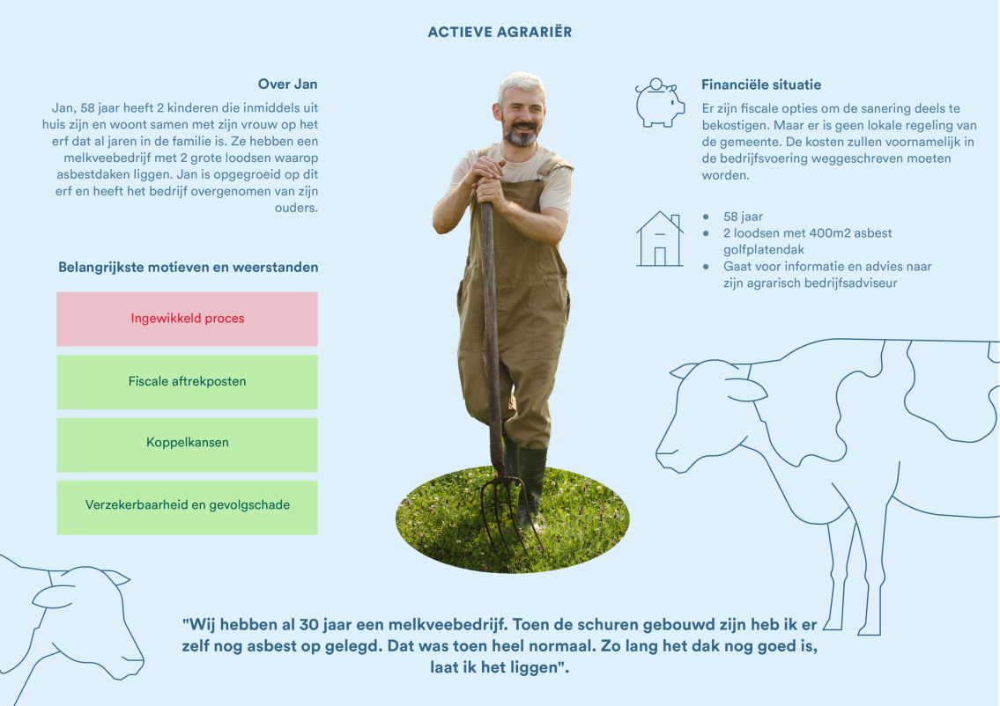 ACTIEVE AGRARIËR
Over Jan
Jan, 58 jaar heeft 2 kinderen die inmiddels uit
huis zijn en woont samen met zijn vrouw op het
erf dat al jaren in de familie is. Ze hebben een
melkveebedrijf met 2 grote loodsen waarop
asbestdaken liggen. Jan is opgegroeid op dit
erf en heeft het bedrijf overgenomen van zijn
ouders.
Belangrijkste motieven en weerstanden
Ingewikkeld proces
Fiscale aftrekposten
Koppelkansen
Verzekerbaarheid en gevolgschade
Financiële situatie
Er zijn fiscale opties om de sanering deels te
bekostigen. Maar er is geen lokale regeling van
de gemeente. De kosten zullen voornamelijk in
de bedrijfsvoering weggeschreven moeten
worden.
● 58 jaar
● 2 loodsen met 400m2 asbest
golfplatendak
● Gaat voor informatie en advies naar
zijn agrarisch bedrijfsadviseur
"Wij hebben al 30 jaar een melkveebedrijf. Toen de schuren gebouwd zijn heb ik er
zelf nog asbest op gelegd. Dat was toen heel normaal. Zo lang het dak nog goed is,
laat ik het liggen".